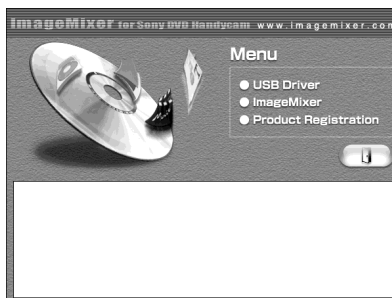 ImageMixer for Sony DVD Handycam www.imagemixer.com
Menu
USB Driver
ImageMixer
Product Registration